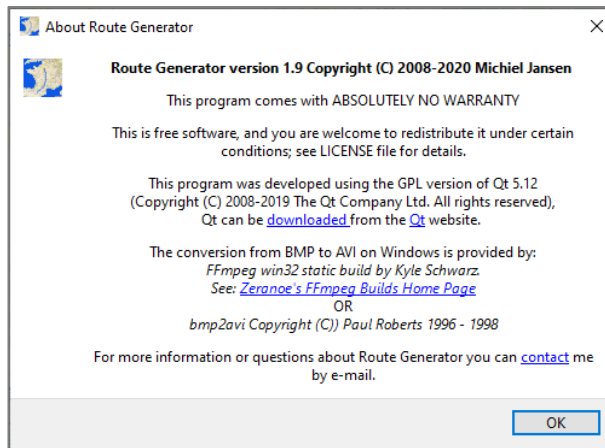 About Route Generator
Route Generator version 1.9 Copyright (C) 2008-2020 Michiel Jansen
This program comes with ABSOLUTELY NO WARRANTY
This is free software, and you are welcome to redistribute it under certain
conditions; see LICENSE file for details.
This program was developed using the GPL version of Qt 5.12
(Copyright (C) 2008-2019 The Qt Company Ltd. All rights reserved),
Qt can be downloaded from the Qt website.
The conversion from BMP to AVI on Windows is provided by:
FFmpeg win32 static build by Kyle Schwarz.
See: Zeranoe's FFmpeg Builds Home Page
OR
bmp2avi Copyright (C)) Paul Roberts 1996 - 1998
For more information or questions about Route Generator you can contact me
by e-mail.
OK